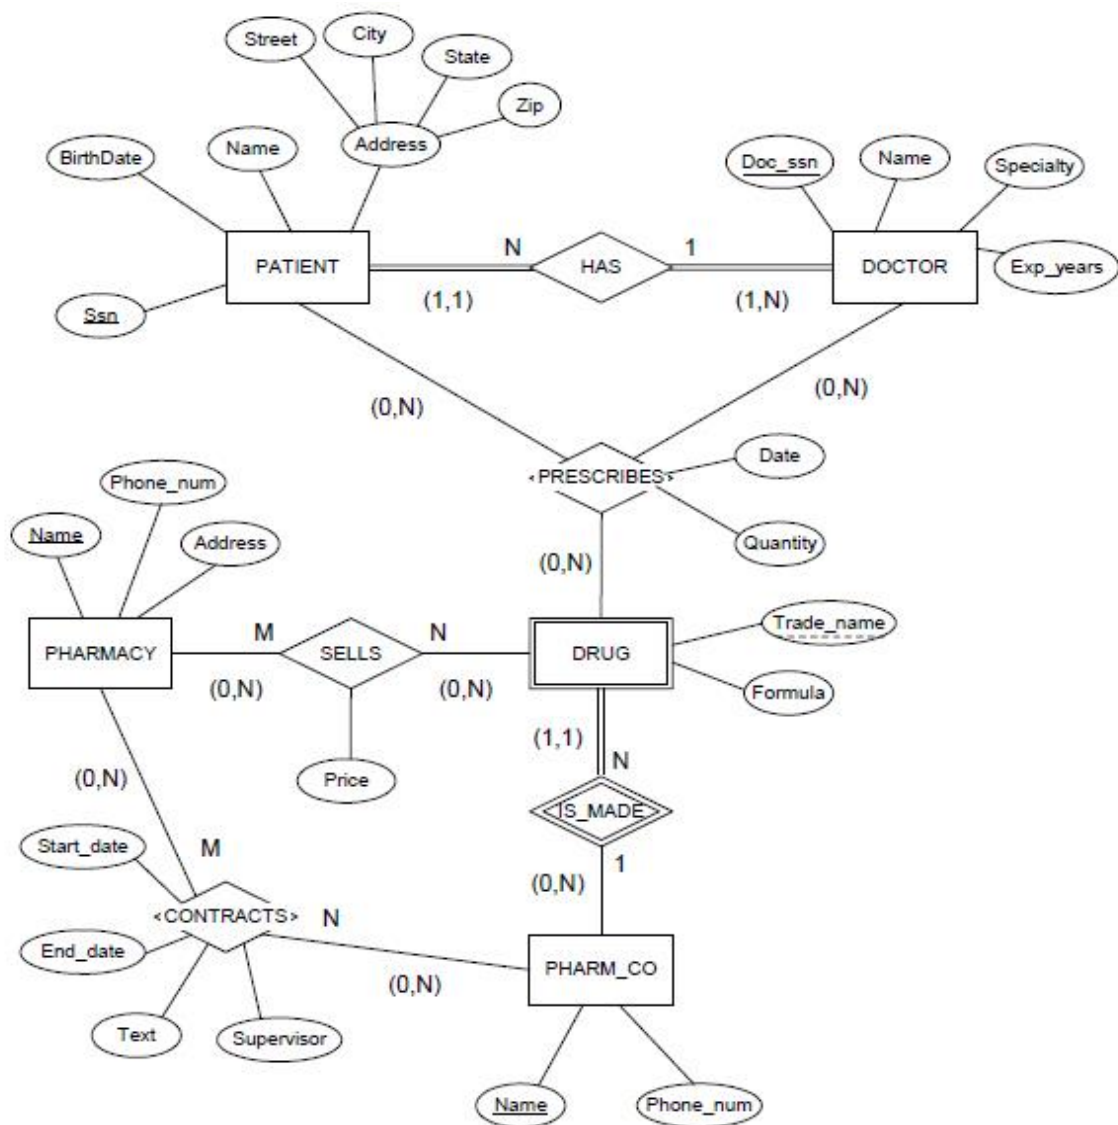 City
Street
State
Zip
Address
Name
BirthDate
Doc_ssn
Name
Specialty
Exp_years
PATIENT
N
HAS
1
DOCTOR
(1,1)
(1,N)
Ssn
(0,N)
(0,N)
Date
<PRESCRIBES>
Phone_num
Name
Address
Quantity
(0,N)
Trade_name
M
N
PHARMACY
SELLS
DRUG
(0,N)
(0,N)
Formula
(1,1)
N
Price
(0,N)
IS_MADE
Start_date
M
1
(0,N)
<CONTRACTS>
N
End_date
PHARM_CO
(0,N)
Text
Supervisor
Name
Phone_num